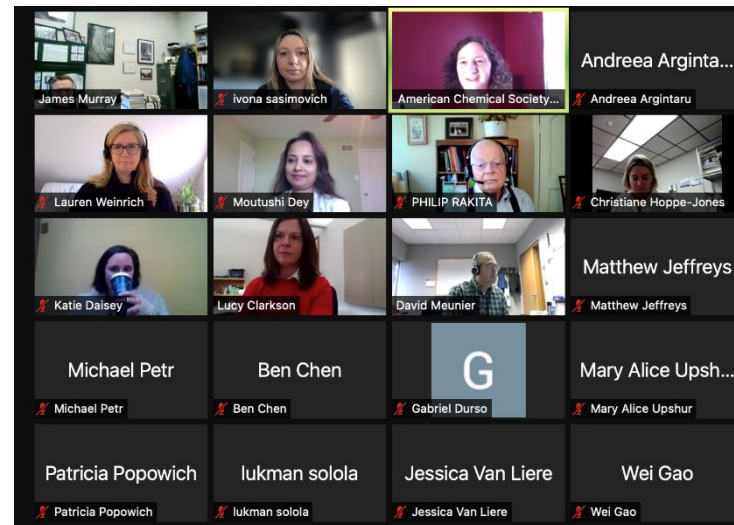 James Murray
ivona sasimovich
American Chemical Society...
Andreea Arginta...
Andreea Argintaru
Lauren Weinrich
Moutushi Dey
PHILIP RAKITA
Christiane Hoppe-Jones
Katie Daisey
Lucy Clarkson
David Meunier
Matthew Jeffreys
Matthew Jeffreys
Michael Petr
Michael Petr
Ben Chen
Ben Chen
G
Gabriel Durso
Mary Alice Upsh...
Mary Alice Upshur
Patricia Popowich
Patricia Popowich
lukman solola
lukman solola
Jessica Van Liere
Jessica Van Liere
Wei Gao
Wei Gao